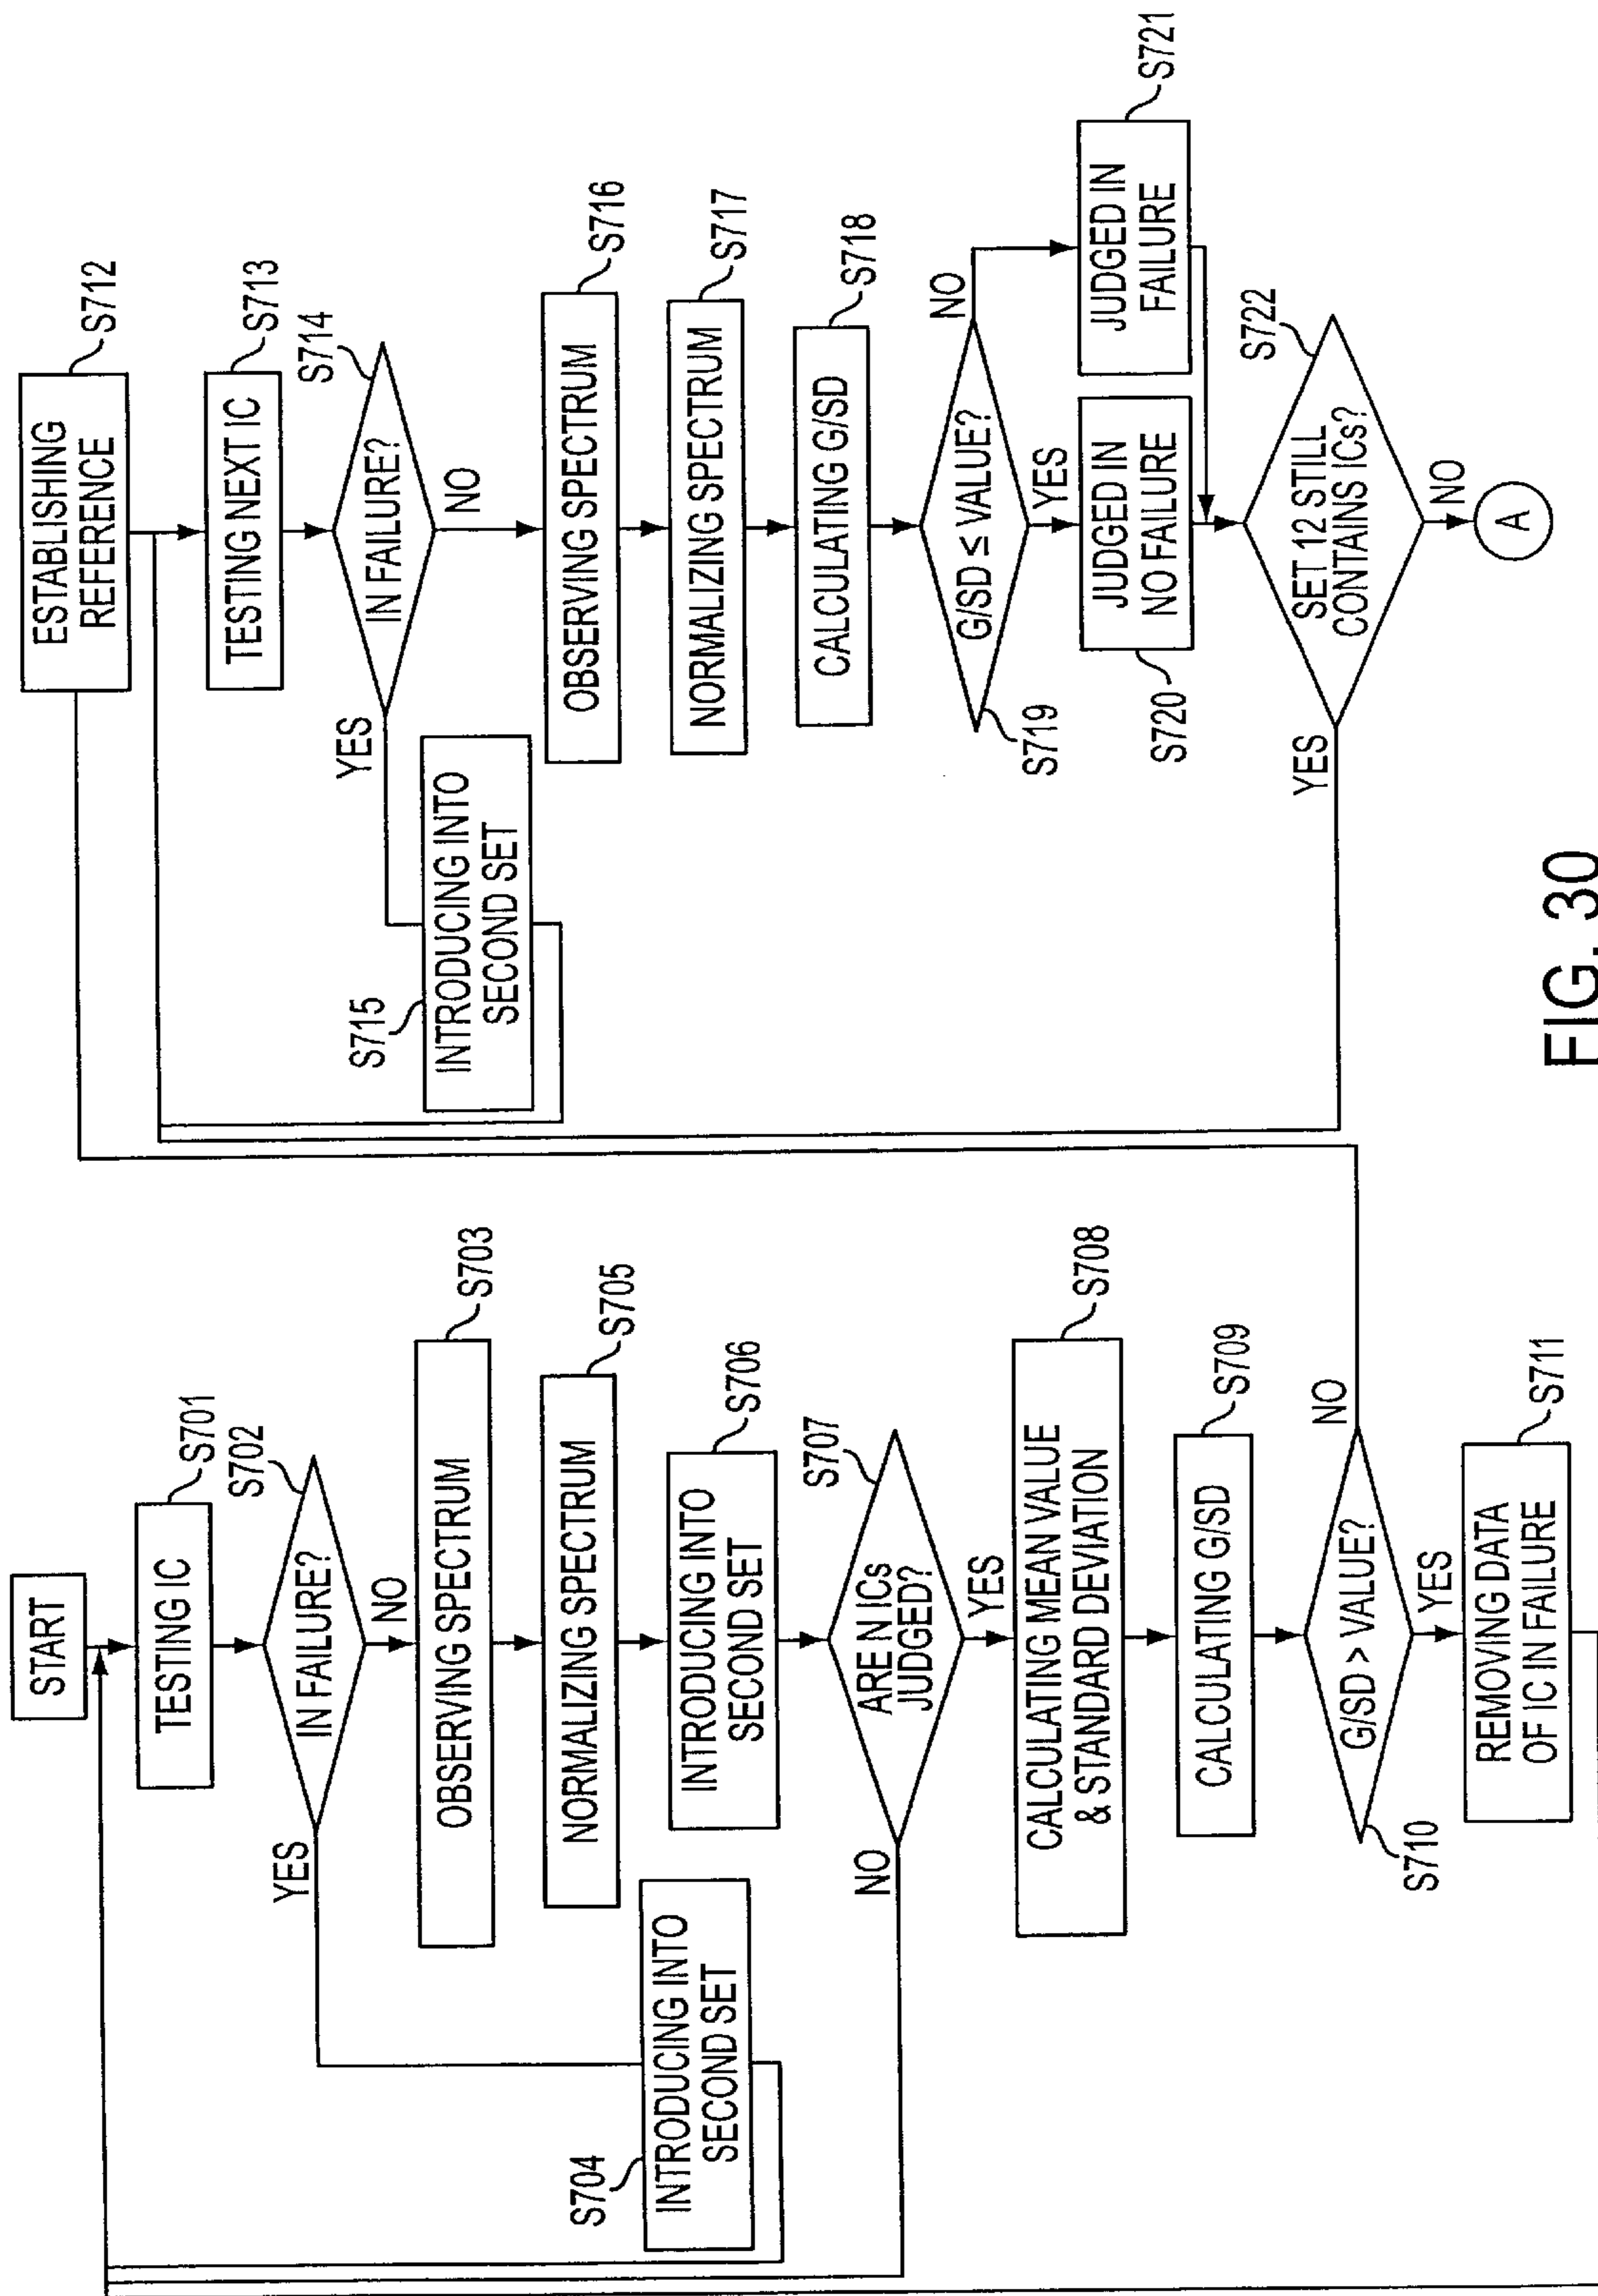 START
TESTING IC
S701
IN FAILURE?
S702
YES
NO
OBSERVING SPECTRUM
S703
INTRODUCING INTO
SECOND SET
S704
NORMALIZING SPECTRUM
S705
INTRODUCING INTO
SECOND SET
S706
ARE N ICs
JUDGED?
S707
NO
YES
CALCULATING MEAN VALUE
& STANDARD DEVIATION
S708
CALCULATING G/SD
S709
G/SD > VALUE?
S710
NO
YES
REMOVING DATA
OF IC IN FAILURE
S711
ESTABLISHING
REFERENCE
S712
TESTING NEXT IC
S713
IN FAILURE?
S714
YES
NO
INTRODUCING INTO
SECOND SET
S715
OBSERVING SPECTRUM
S716
NORMALIZING SPECTRUM
S717
CALCULATING G/SD
S718
G/SD ≤ VALUE?
S719
NO
YES
JUDGED IN
NO FAILURE
S720
JUDGED IN
FAILURE
S721
SET 12 STILL
CONTAINS ICs?
S722
YES
NO
A
FIG. 30